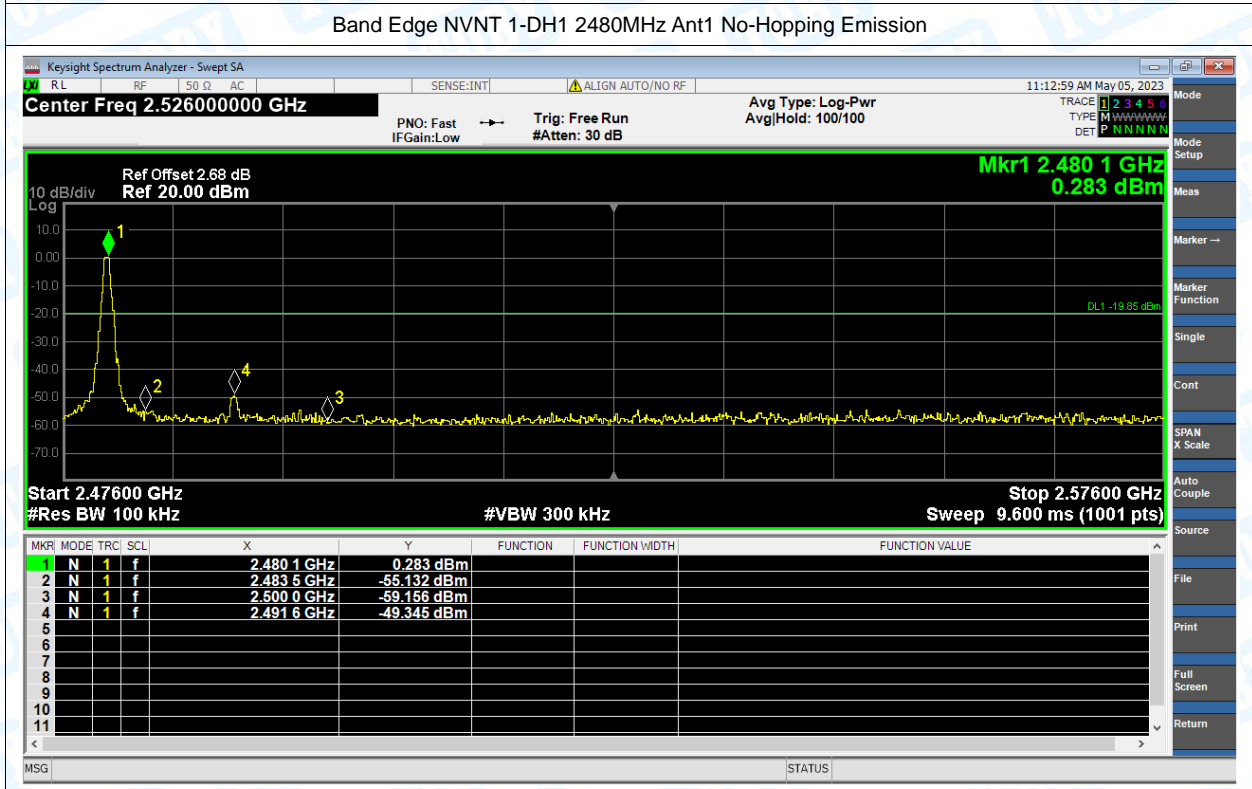 Band Edge NVNT 1-DH1 2480MHz Ant1 No-Hopping Emission
Keysight Spectrum Analyzer - Swept SA
LXI RL RF 50 Ω AC SENSE:INT ALIGN AUTO/NO RF 11:12:59 AM May 05, 2023
Center Freq 2.526000000 GHz
PNO: Fast
IFGain:Low
Trig: Free Run
#Atten: 30 dB
Avg Type: Log-Pwr
Avg|Hold: 100/100
TRACE 1 2 3 4 5 6
TYPE M WWWWW
DET P N N N N N
Ref Offset 2.68 dB
10 dB/div Ref 20.00 dBm
Log
Mkr1 2.480 1 GHz
0.283 dBm
10.0
0.00
-10.0
-20.0
-30.0
-40.0
-50.0
-60.0
-70.0
1
2
4
3
DL1 -19.85 dBm
Start 2.47600 GHz Stop 2.57600 GHz
#Res BW 100 kHz #VBW 300 kHz Sweep 9.600 ms (1001 pts)
MKR MODE TRC SCL X Y FUNCTION FUNCTION WIDTH FUNCTION VALUE
1 N 1 f 2.480 1 GHz 0.283 dBm
2 N 1 f 2.483 5 GHz -55.132 dBm
3 N 1 f 2.500 0 GHz -59.156 dBm
4 N 1 f 2.491 6 GHz -49.345 dBm
5
6
7
8
9
10
11
MSG STATUS
Mode
Mode
Setup
Meas
Marker →
Marker
Function
Single
Cont
SPAN
X Scale
Auto
Couple
Source
File
Print
Full
Screen
Return